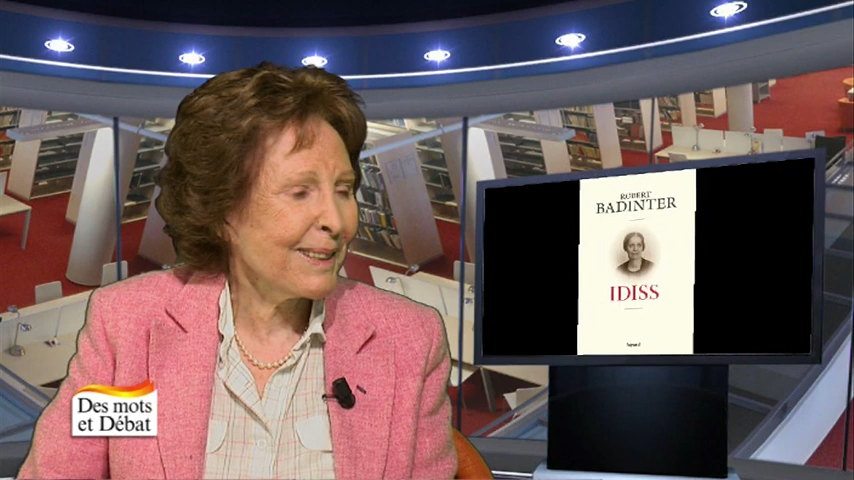 Des mots
et Débat
ROBERT
BADINTER
IDISS